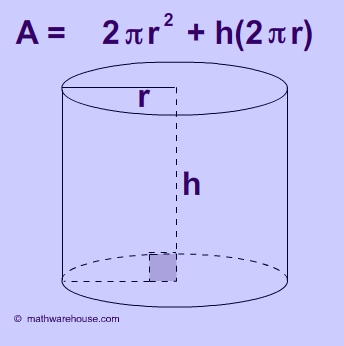 A = 2πr² + h(2πr)
r
h
© mathwarehouse.com